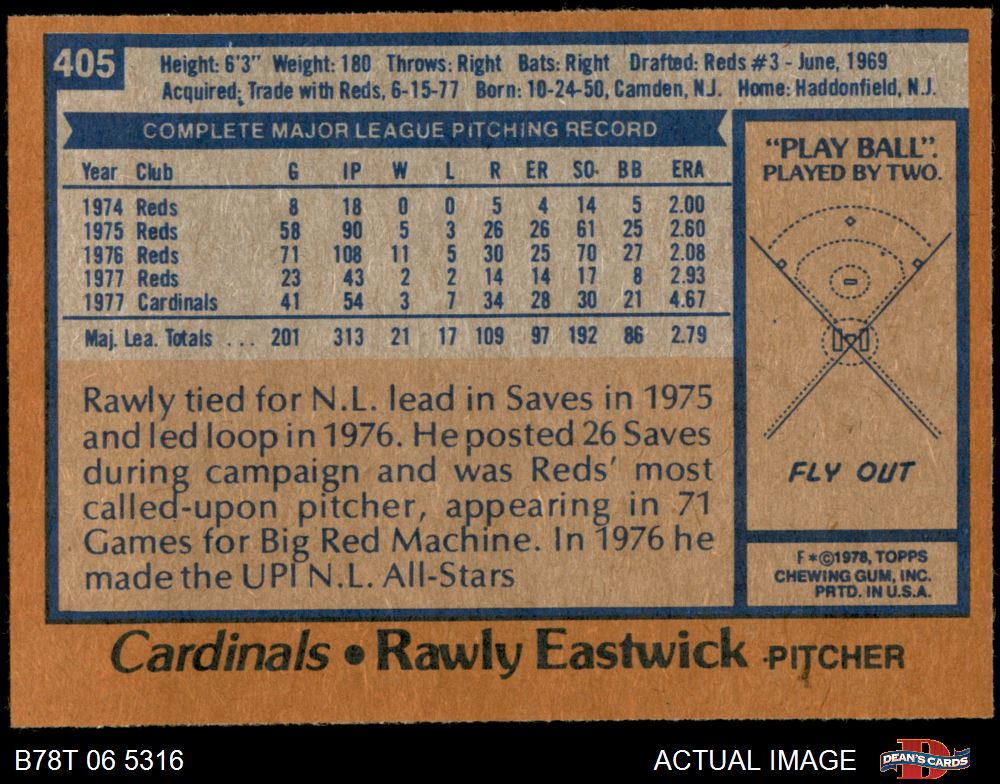 405
Height: 6'3" Weight: 180 Throws: Right Bats: Right Drafted: Reds #3 - June, 1969
Acquired: Trade with Reds, 6-15-77 Born: 10-24-50, Camden, N.J. Home: Haddonfield, N.J.
COMPLETE MAJOR LEAGUE PITCHING RECORD
Year Club G IP W L R ER SO BB ERA
1974 Reds 8 18 0 0 5 4 14 5 2.00
1975 Reds 58 90 5 3 26 26 61 25 2.60
1976 Reds 71 108 11 5 30 25 70 27 2.08
1977 Reds 23 43 2 2 14 14 17 8 2.93
1977 Cardinals 41 54 3 7 34 28 30 21 4.67
Maj. Lea. Totals ... 201 313 21 17 109 97 192 86 2.79
Rawly tied for N.L. lead in Saves in 1975
and led loop in 1976. He posted 26 Saves
during campaign and was Reds' most
called-upon pitcher, appearing in 71
Games for Big Red Machine. In 1976 he
made the UPI N.L. All-Stars
"PLAY BALL".
PLAYED BY TWO.
FLY OUT
F*©1978, TOPPS
CHEWING GUM, INC.
PRTD. IN U.S.A.
Cardinals • Rawly Eastwick PITCHER
B78T 06 5316
ACTUAL IMAGE
DEAN'S CARDS